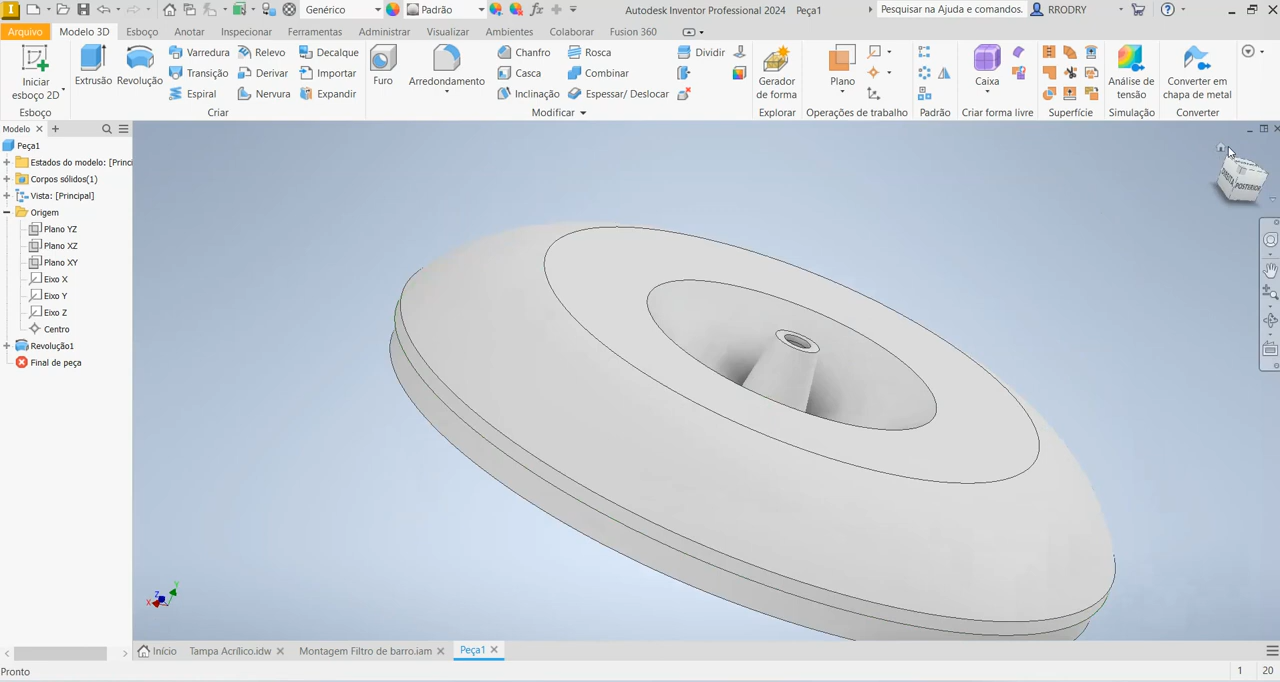 Genérico
Padrão
Autodesk Inventor Professional 2024 Peça1
Pesquisar na Ajuda e comandos.
RRODRY
Arquivo Modelo 3D Esboço Anotar Inspecionar Ferramentas Administrar Visualizar Ambientes Colaborar Fusion 360
Iniciar
esboço 2D
Esboço
Extrusão
Revolução
Varredura
Transição
Espiral
Relevo
Derivar
Nervura
Decalque
Importar
Expandir
Criar
Furo
Arredondamento
Chanfro
Casca
Inclinação
Rosca
Combinar
Espessar/ Deslocar
Dividir
Modificar
Gerador
de forma
Explorar
Plano
Operações de trabalho
Padrão
Caixa
Criar forma livre
Superfície
Análise de
tensão
Simulação
Converter em
chapa de metal
Converter
Modelo
Peça1
Estados do modelo: [Princi
Corpos sólidos(1)
Vista: [Principal]
Origem
Plano YZ
Plano XZ
Plano XY
Eixo X
Eixo Y
Eixo Z
Centro
Revolução1
Final de peça
POSTERIOR
X
Y
Z
Início
Tampa Acrílico.idw
Montagem Filtro de barro.iam
Peça1
Pronto
1 20